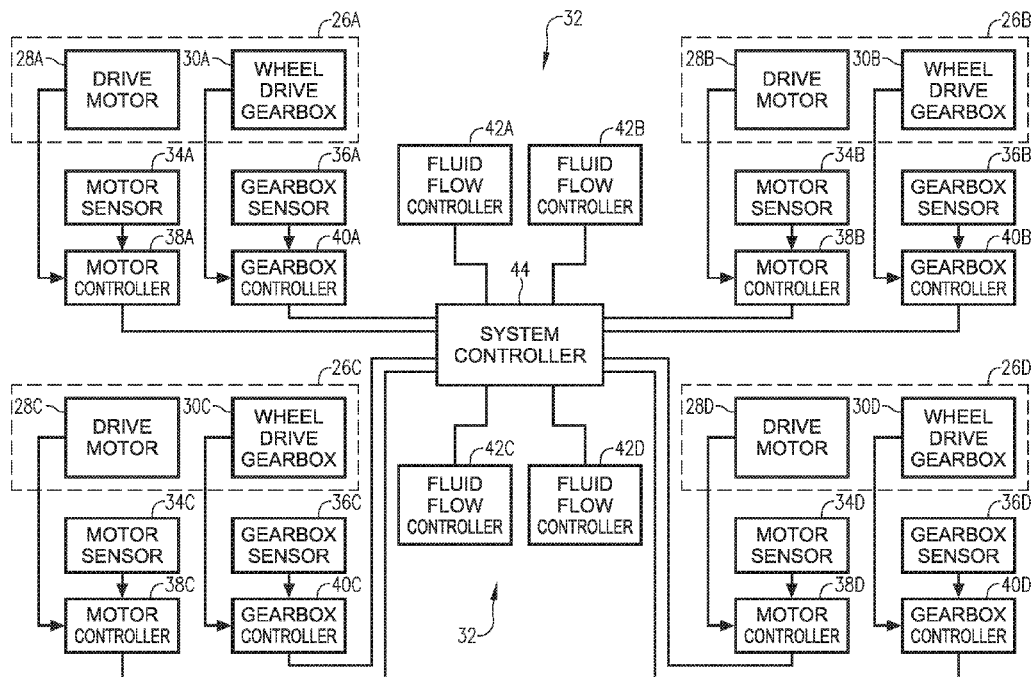 26A
32
26B
28A
30A
28B
30B
DRIVE
MOTOR
WHEEL
DRIVE
GEARBOX
DRIVE
MOTOR
WHEEL
DRIVE
GEARBOX
42A
42B
34A
36A
FLUID
FLOW
CONTROLLER
FLUID
FLOW
CONTROLLER
34B
36B
MOTOR
SENSOR
GEARBOX
SENSOR
MOTOR
SENSOR
GEARBOX
SENSOR
38A
40A
38B
40B
MOTOR
CONTROLLER
GEARBOX
CONTROLLER
44
MOTOR
CONTROLLER
GEARBOX
CONTROLLER
SYSTEM
CONTROLLER
26C
26D
28C
30C
28D
30D
DRIVE
MOTOR
WHEEL
DRIVE
GEARBOX
DRIVE
MOTOR
WHEEL
DRIVE
GEARBOX
42C
42D
FLUID
FLOW
CONTROLLER
FLUID
FLOW
CONTROLLER
34C
36C
34D
36D
MOTOR
SENSOR
GEARBOX
SENSOR
MOTOR
SENSOR
GEARBOX
SENSOR
38C
40C
38D
40D
MOTOR
CONTROLLER
GEARBOX
CONTROLLER
32
MOTOR
CONTROLLER
GEARBOX
CONTROLLER